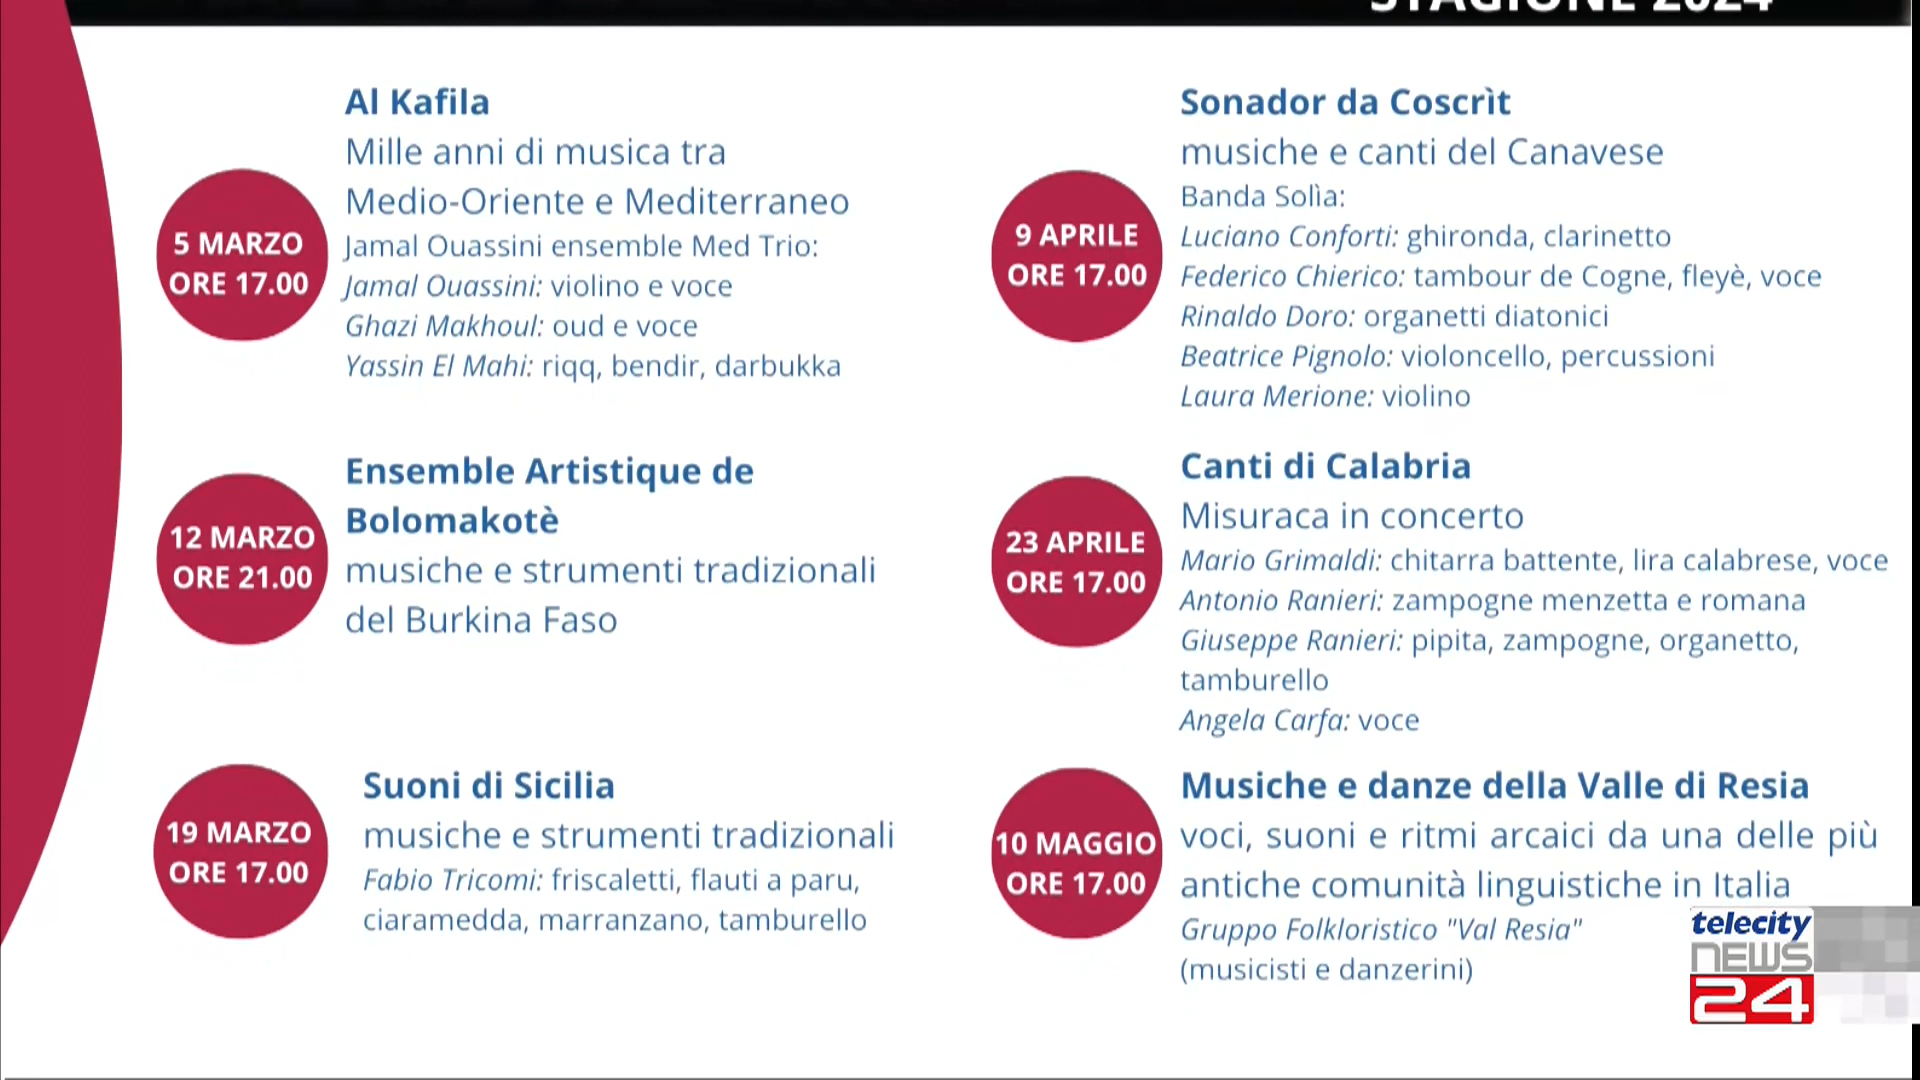 STAGIONE 2024
5 MARZO
ORE 17.00
Al Kafila
Mille anni di musica tra
Medio-Oriente e Mediterraneo
Jamal Ouassini ensemble Med Trio:
Jamal Ouassini: violino e voce
Ghazi Makhoul: oud e voce
Yassin El Mahi: riqq, bendir, darbukka
12 MARZO
ORE 21.00
Ensemble Artistique de
Bolomakotè
musiche e strumenti tradizionali
del Burkina Faso
19 MARZO
ORE 17.00
Suoni di Sicilia
musiche e strumenti tradizionali
Fabio Tricomi: friscaletti, flauti a paru,
ciaramedda, marranzano, tamburello
9 APRILE
ORE 17.00
Sonador da Coscrìt
musiche e canti del Canavese
Banda Solìa:
Luciano Conforti: ghironda, clarinetto
Federico Chierico: tambour de Cogne, fleyè, voce
Rinaldo Doro: organetti diatonici
Beatrice Pignolo: violoncello, percussioni
Laura Merione: violino
23 APRILE
ORE 17.00
Canti di Calabria
Misuraca in concerto
Mario Grimaldi: chitarra battente, lira calabrese, voce
Antonio Ranieri: zampogne menzetta e romana
Giuseppe Ranieri: pipita, zampogne, organetto,
tamburello
Angela Carfa: voce
10 MAGGIO
ORE 17.00
Musiche e danze della Valle di Resia
voci, suoni e ritmi arcaici da una delle più
antiche comunità linguistiche in Italia
Gruppo Folkloristico "Val Resia"
(musicisti e danzerini)
telecity
NEWS
24